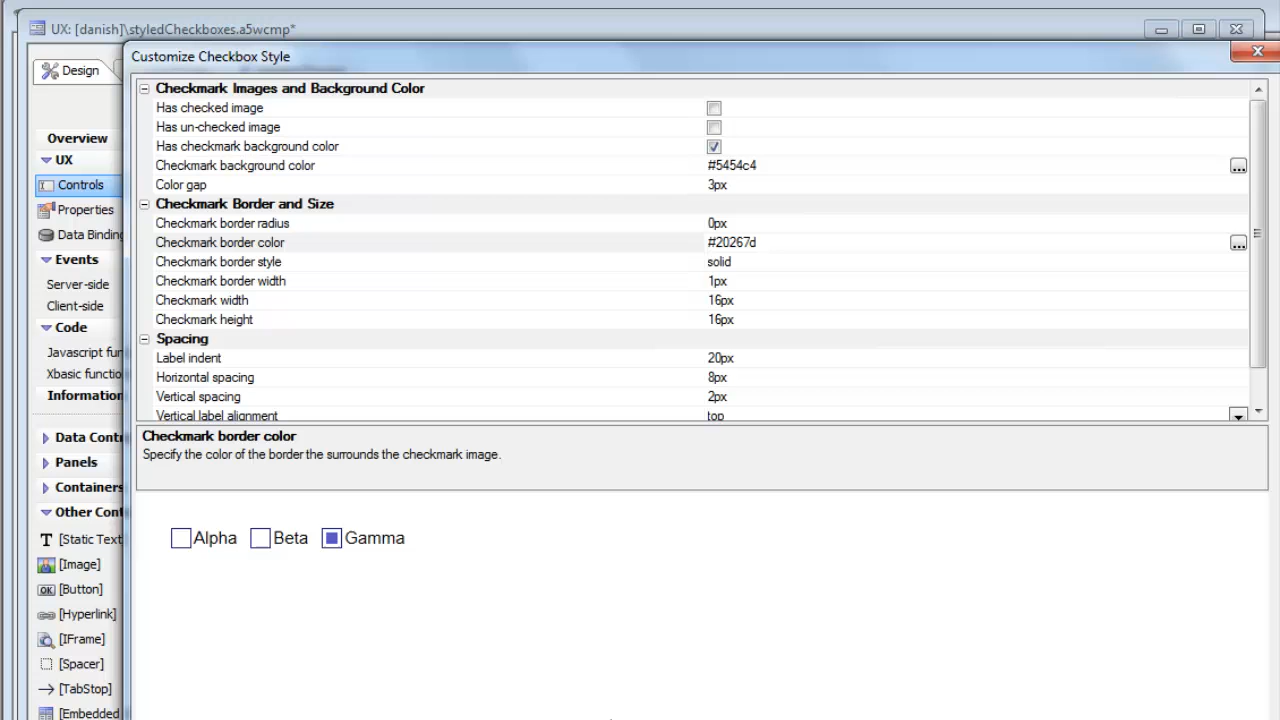 UX: [danish]\styledCheckboxes.a5wcmp*
Customize Checkbox Style
Design
Overview
UX
Controls
Properties
Data Binding
Events
Server-side
Client-side
Code
Javascript fun
Xbasic functio
Information
Data Contr
Panels
Containers
Other Cont
[Static Text
[Image]
OK [Button]
[Hyperlink]
[IFrame]
[Spacer]
[TabStop]
[Embedded
Checkmark Images and Background Color
Has checked image
Has un-checked image
Has checkmark background color
Checkmark background color #5454c4 ...
Color gap 3px
Checkmark Border and Size
Checkmark border radius 0px
Checkmark border color #20267d ...
Checkmark border style solid
Checkmark border width 1px
Checkmark width 16px
Checkmark height 16px
Spacing
Label indent 20px
Horizontal spacing 8px
Vertical spacing 2px
Vertical label alignment top
Checkmark border color
Specify the color of the border the surrounds the checkmark image.
Alpha Beta Gamma